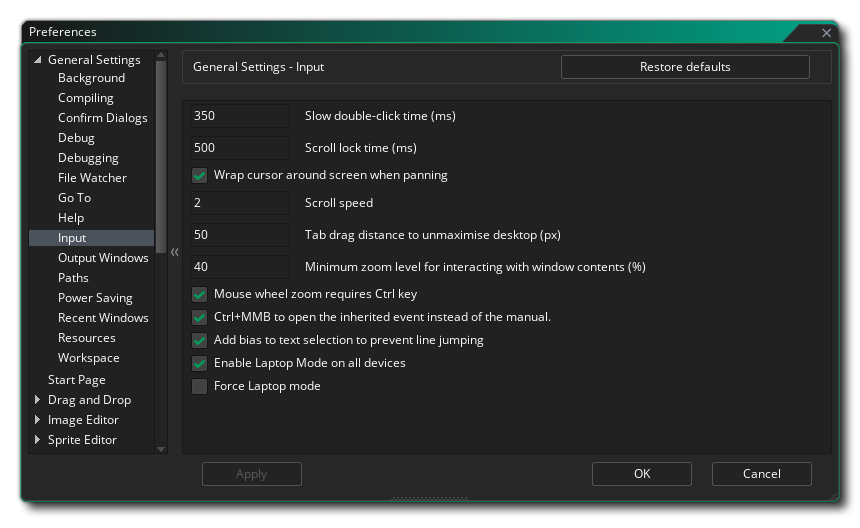 Preferences
General Settings
Background
Compiling
Confirm Dialogs
Debug
Debugging
File Watcher
Go To
Help
Input
Output Windows
Paths
Power Saving
Recent Windows
Resources
Workspace
Start Page
Drag and Drop
Image Editor
Sprite Editor
General Settings - Input
Restore defaults
350 Slow double-click time (ms)
500 Scroll lock time (ms)
Wrap cursor around screen when panning
2 Scroll speed
50 Tab drag distance to unmaximise desktop (px)
40 Minimum zoom level for interacting with window contents (%)
Mouse wheel zoom requires Ctrl key
Ctrl+MMB to open the inherited event instead of the manual.
Add bias to text selection to prevent line jumping
Enable Laptop Mode on all devices
Force Laptop mode
Apply
OK
Cancel